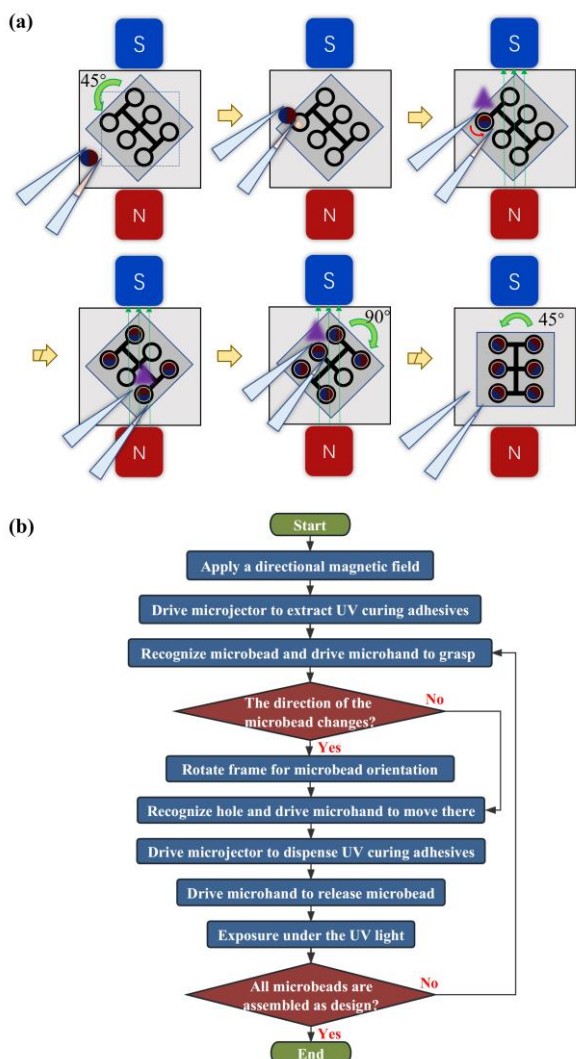 (a)
S
S
S
45°
N
N
N
S
S
S
90°
45°
N
N
N
(b)
Start
Apply a directional magnetic field
Drive microjector to extract UV curing adhesives
Recognize microbead and drive microhand to grasp
The direction of the
microbead changes?
No
Yes
Rotate frame for microbead orientation
Recognize hole and drive microhand to move there
Drive microjector to dispense UV curing adhesives
Drive microhand to release microbead
Exposure under the UV light
All microbeads are
assembled as design?
No
Yes
End